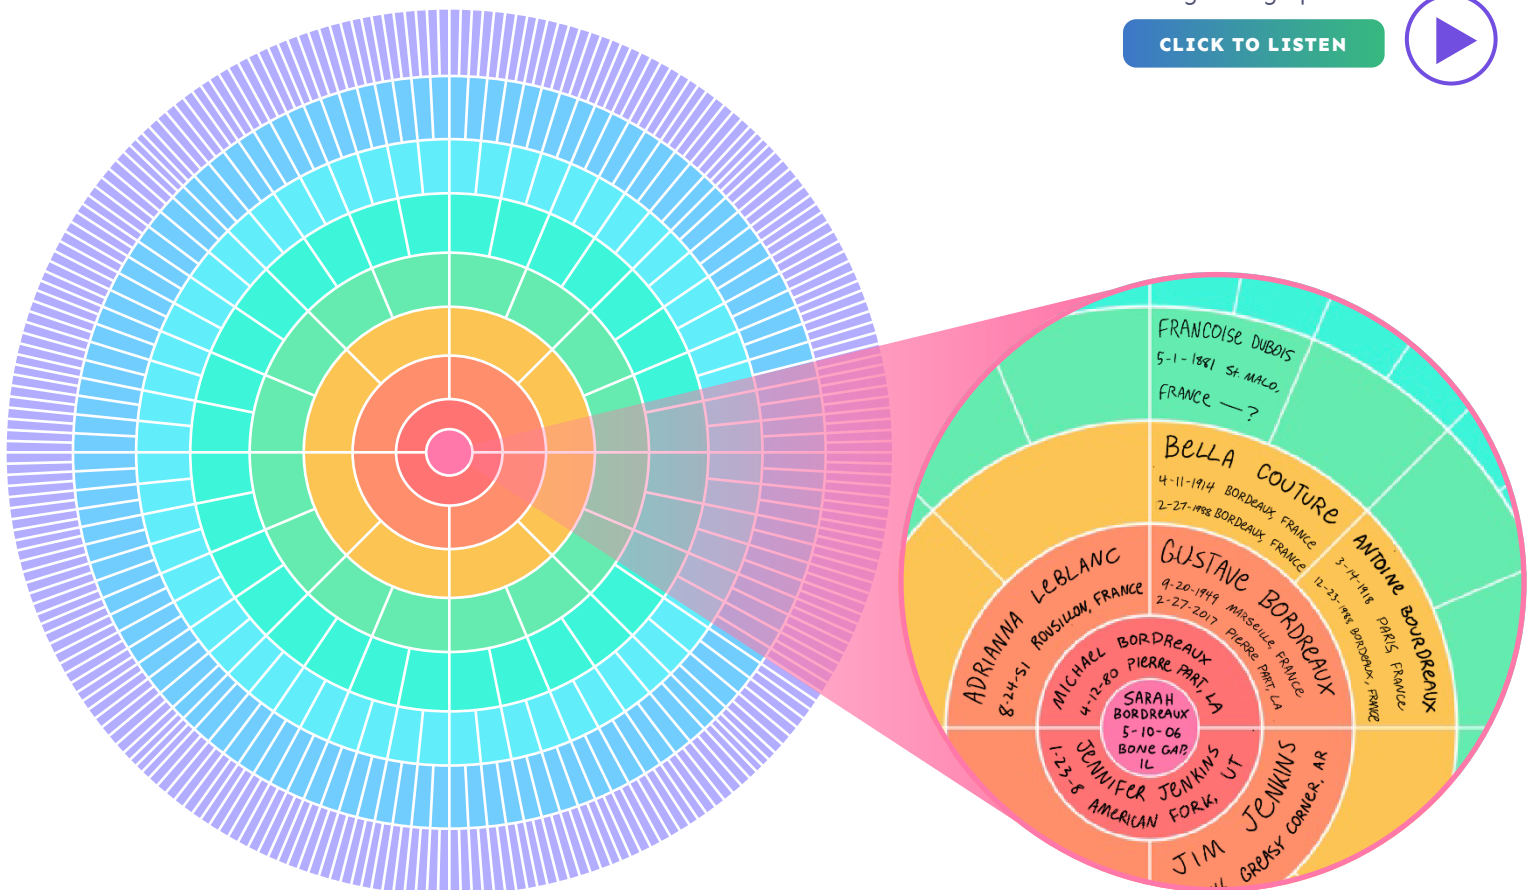 CLICK TO LISTEN
FRANCOISE DUBOIS
5-1-1881 St. MALO,
FRANCE — ?
BELLA COUTURE
4-11-1914 BORDEAUX, FRANCE
2-27-1988 BORDEAUX, FRANCE
ANTOINE BOURDREAUX
3-14-1918 PARIS, FRANCE
12-23-1988 BORDEAUX, FRANCE
ADRIANNA LeBLANC
8-24-51 ROUSILLON, FRANCE
GUSTAVE BORDREAUX
9-20-1949 MARSEILLE, FRANCE
2-27-2017 PIERRE PART, LA
MICHAEL BORDREAUX
4-12-80 PIERRE PART, LA
SARAH
BORDREAUX
5-10-06
BONE GAP,
IL
JENNIFER JENKINS
1-23-8 AMERICAN FORK, UT
JIM JENKINS
GREASY CORNER, AR